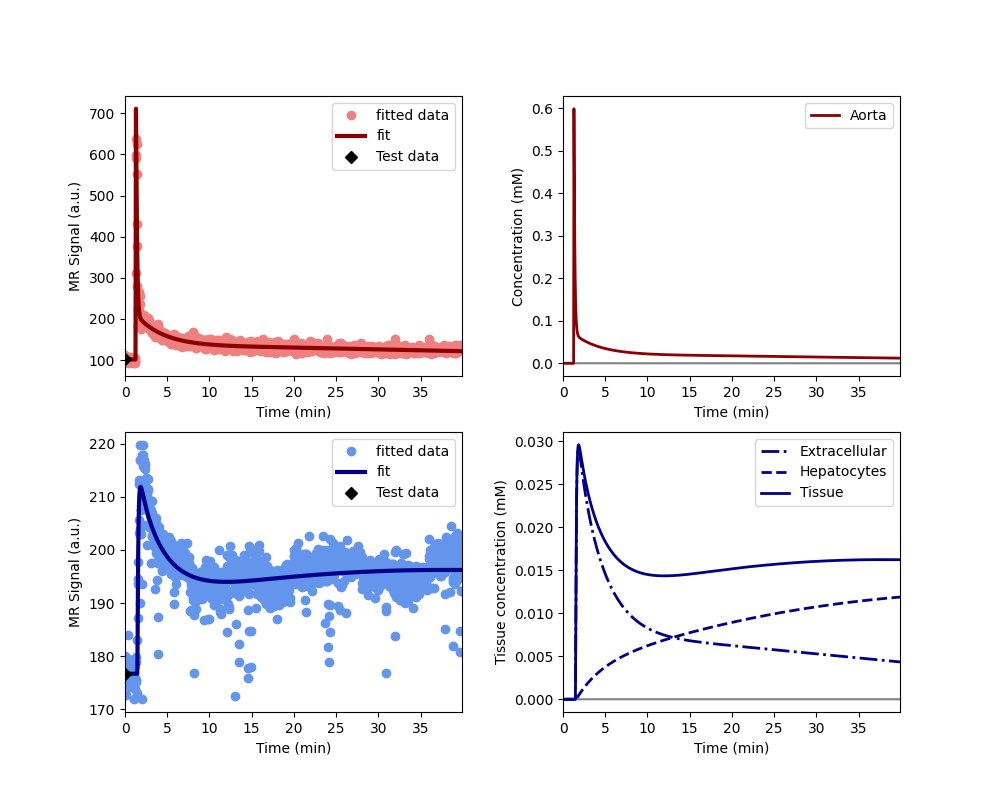 MR Signal (a.u.)
700
600
500
400
300
200
100
0 5 10 15 20 25 30 35
Time (min)
fitted data
fit
Test data
Concentration (mM)
0.6
0.5
0.4
0.3
0.2
0.1
0.0
0 5 10 15 20 25 30 35
Time (min)
Aorta
MR Signal (a.u.)
220
210
200
190
180
170
0 5 10 15 20 25 30 35
Time (min)
fitted data
fit
Test data
Tissue concentration (mM)
0.030
0.025
0.020
0.015
0.010
0.005
0.000
0 5 10 15 20 25 30 35
Time (min)
Extracellular
Hepatocytes
Tissue